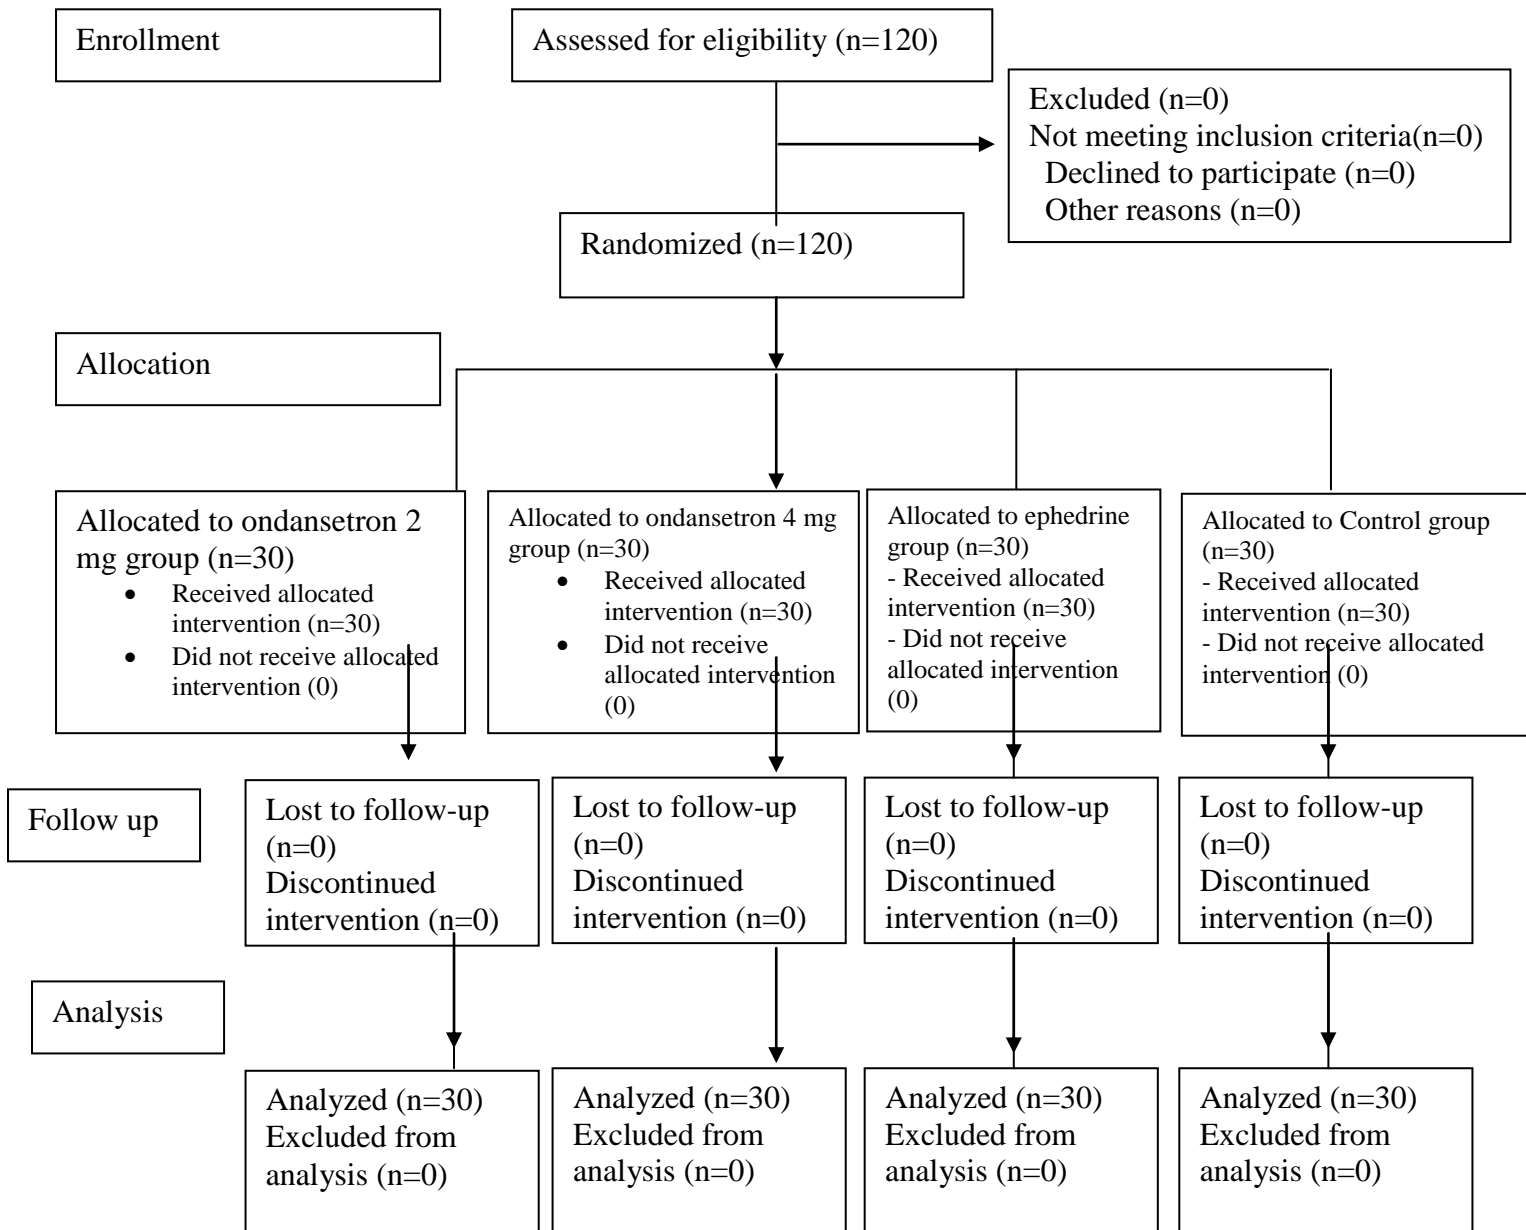 Enrollment
Assessed for eligibility (n=120)
Excluded (n=0)
Not meeting inclusion criteria(n=0)
Declined to participate (n=0)
Other reasons (n=0)
Randomized (n=120)
Allocation
Allocated to ondansetron 2
mg group (n=30)
• Received allocated
intervention (n=30)
• Did not receive allocated
intervention (0)
Allocated to ondansetron 4 mg
group (n=30)
• Received allocated
intervention (n=30)
• Did not receive
allocated intervention
(0)
Allocated to ephedrine
group (n=30)
- Received allocated
intervention (n=30)
- Did not receive
allocated intervention
(0)
Allocated to Control group
(n=30)
- Received allocated
intervention (n=30)
- Did not receive allocated
intervention (0)
Follow up
Lost to follow-up
(n=0)
Discontinued
intervention (n=0)
Lost to follow-up
(n=0)
Discontinued
intervention (n=0)
Lost to follow-up
(n=0)
Discontinued
intervention (n=0)
Lost to follow-up
(n=0)
Discontinued
intervention (n=0)
Analysis
Analyzed (n=30)
Excluded from
analysis (n=0)
Analyzed (n=30)
Excluded from
analysis (n=0)
Analyzed (n=30)
Excluded from
analysis (n=0)
Analyzed (n=30)
Excluded from
analysis (n=0)